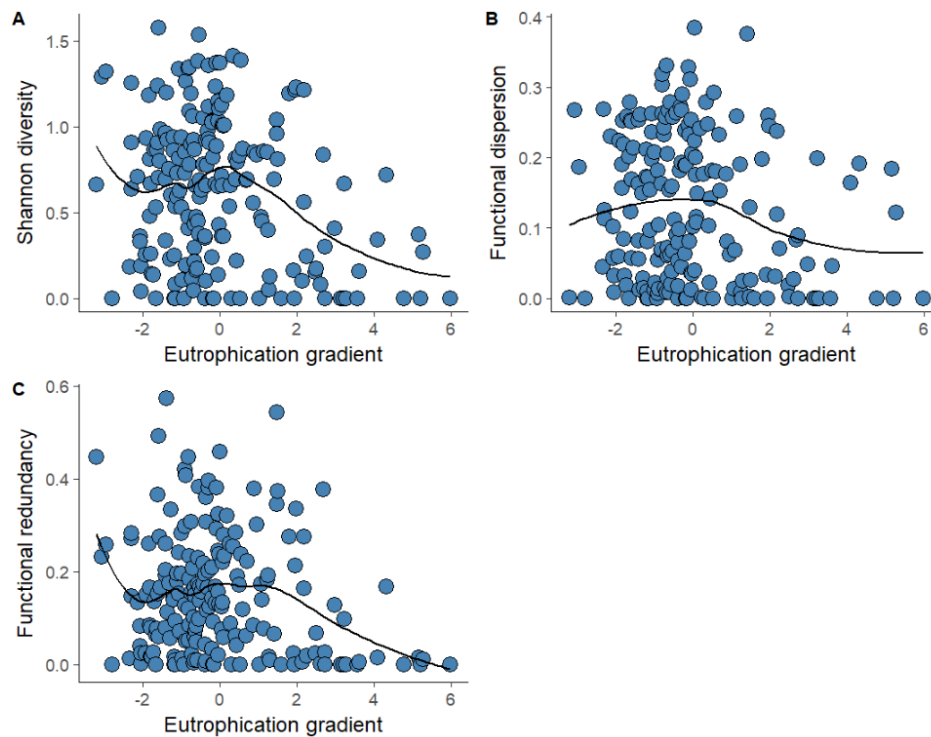 A
Shannon diversity
1.5
1.0
0.5
0.0
-2 0 2 4 6
Eutrophication gradient
B
Functional dispersion
0.4
0.3
0.2
0.1
0.0
-2 0 2 4 6
Eutrophication gradient
C
Functional redundancy
0.6
0.4
0.2
0.0
-2 0 2 4 6
Eutrophication gradient